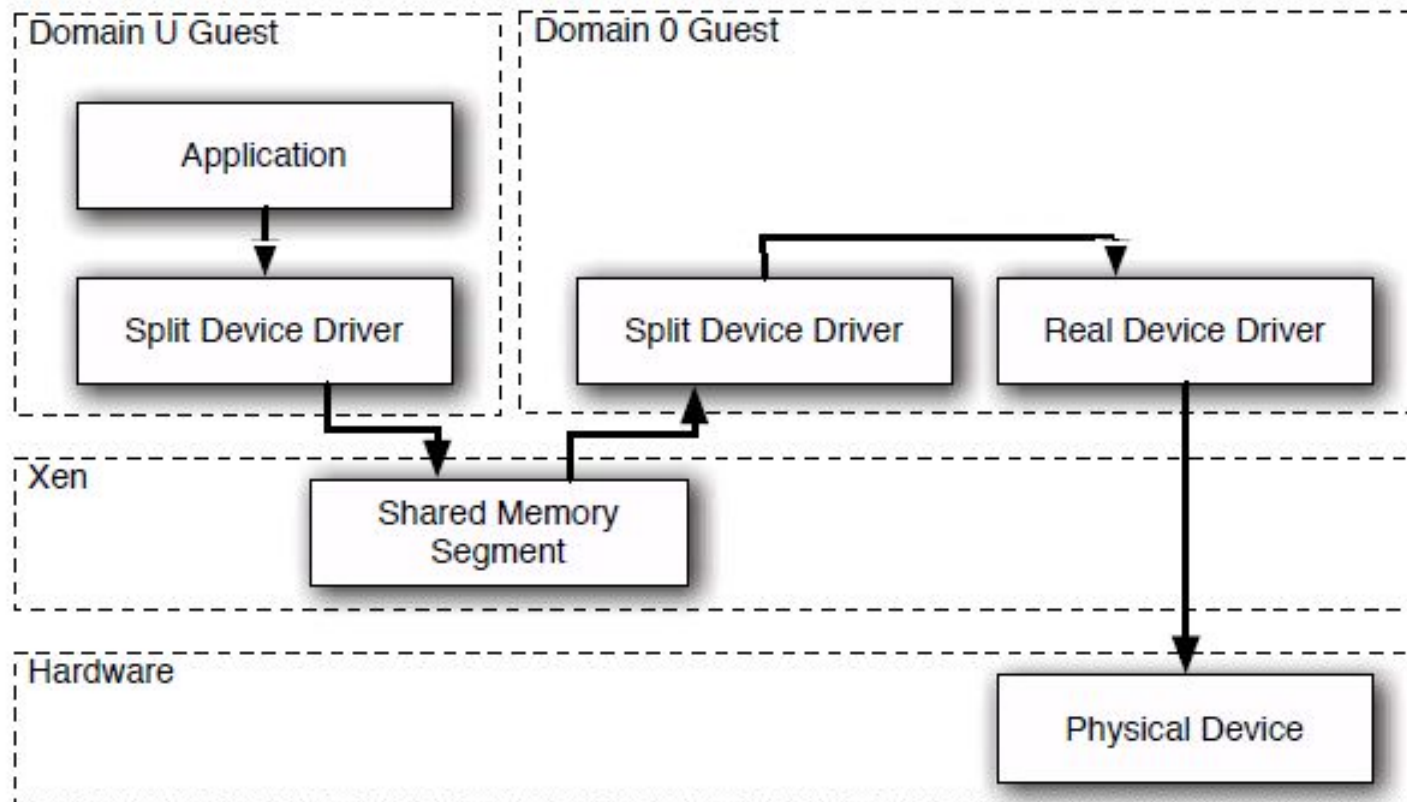 Domain U Guest
Domain 0 Guest
Application
Split Device Driver
Split Device Driver
Real Device Driver
Xen
Shared Memory
Segment
Hardware
Physical Device